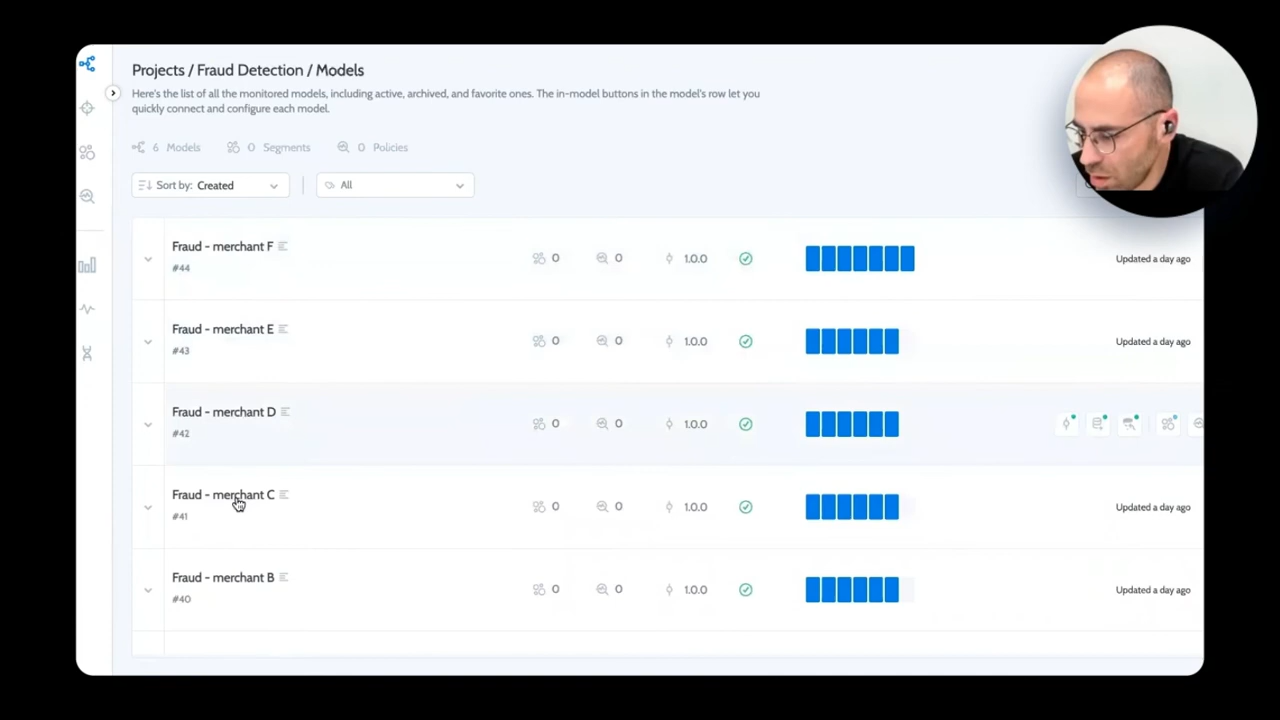 Projects / Fraud Detection / Models
Here's the list of all the monitored models, including active, archived, and favorite ones. The in-model buttons in the model's row let you
quickly connect and configure each model.
6 Models 0 Segments 0 Policies
Sort by: Created All
Fraud - merchant F
#44
0 0 1.0.0 Updated a day ago
Fraud - merchant E
#43
0 0 1.0.0 Updated a day ago
Fraud - merchant D
#42
0 0 1.0.0
Fraud - merchant C
#41
0 0 1.0.0 Updated a day ago
Fraud - merchant B
#40
0 0 1.0.0 Updated a day ago